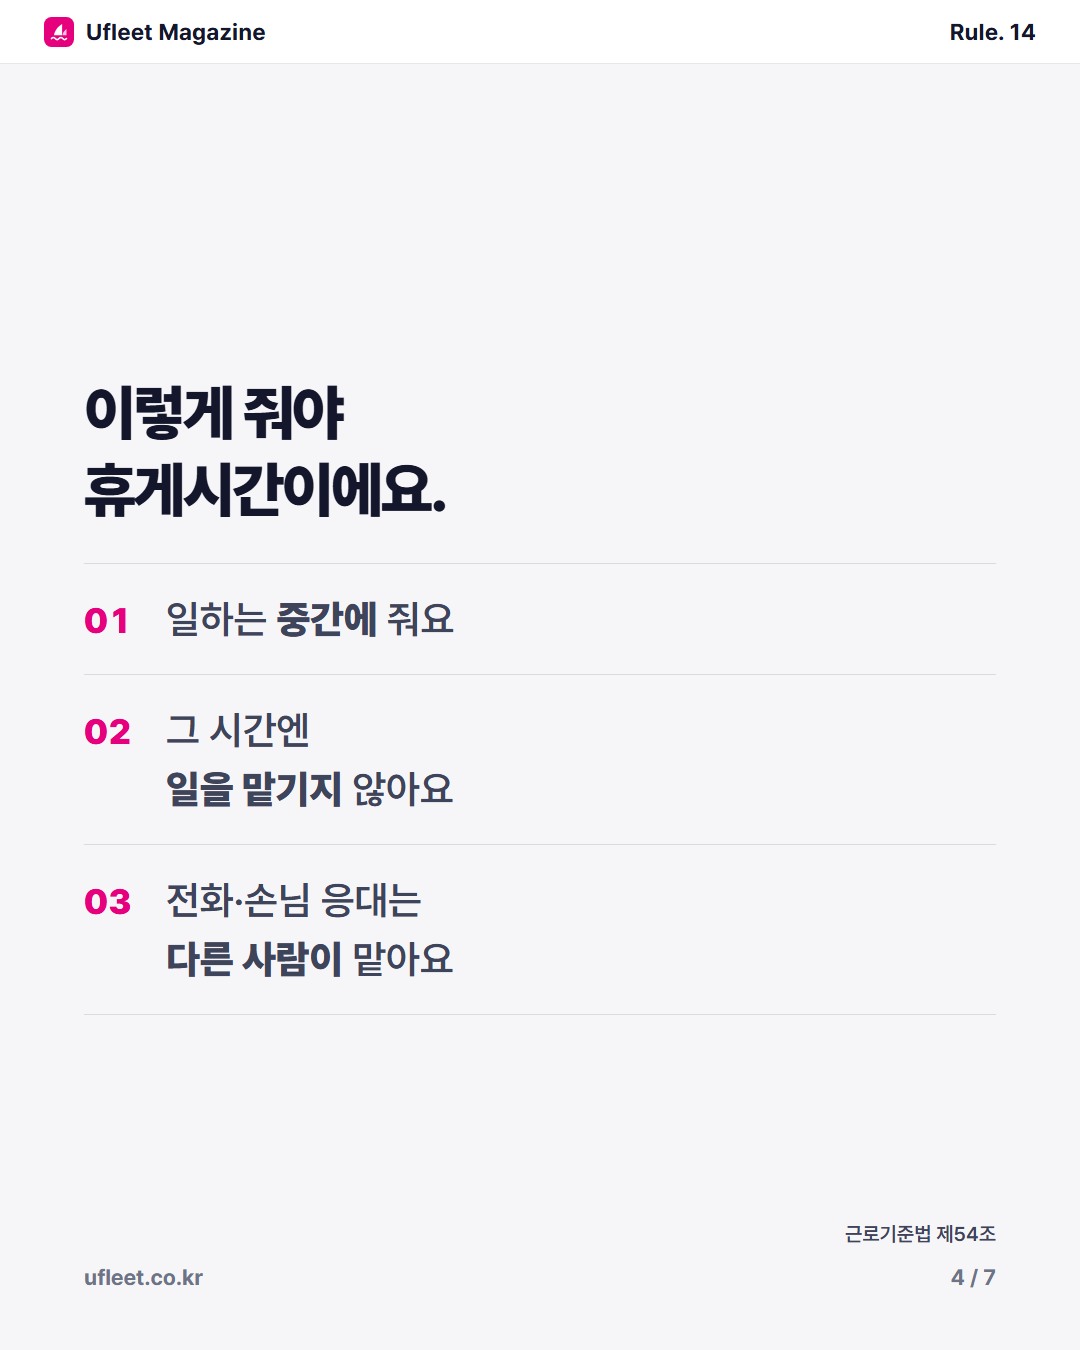 Ufleet Magazine
Rule. 14
이렇게 줘야
휴게시간이에요.
01 일하는 중간에 줘요
02 그 시간엔
일을 맡기지 않아요
03 전화·손님 응대는
다른 사람이 맡아요
근로기준법 제54조
ufleet.co.kr
4 / 7